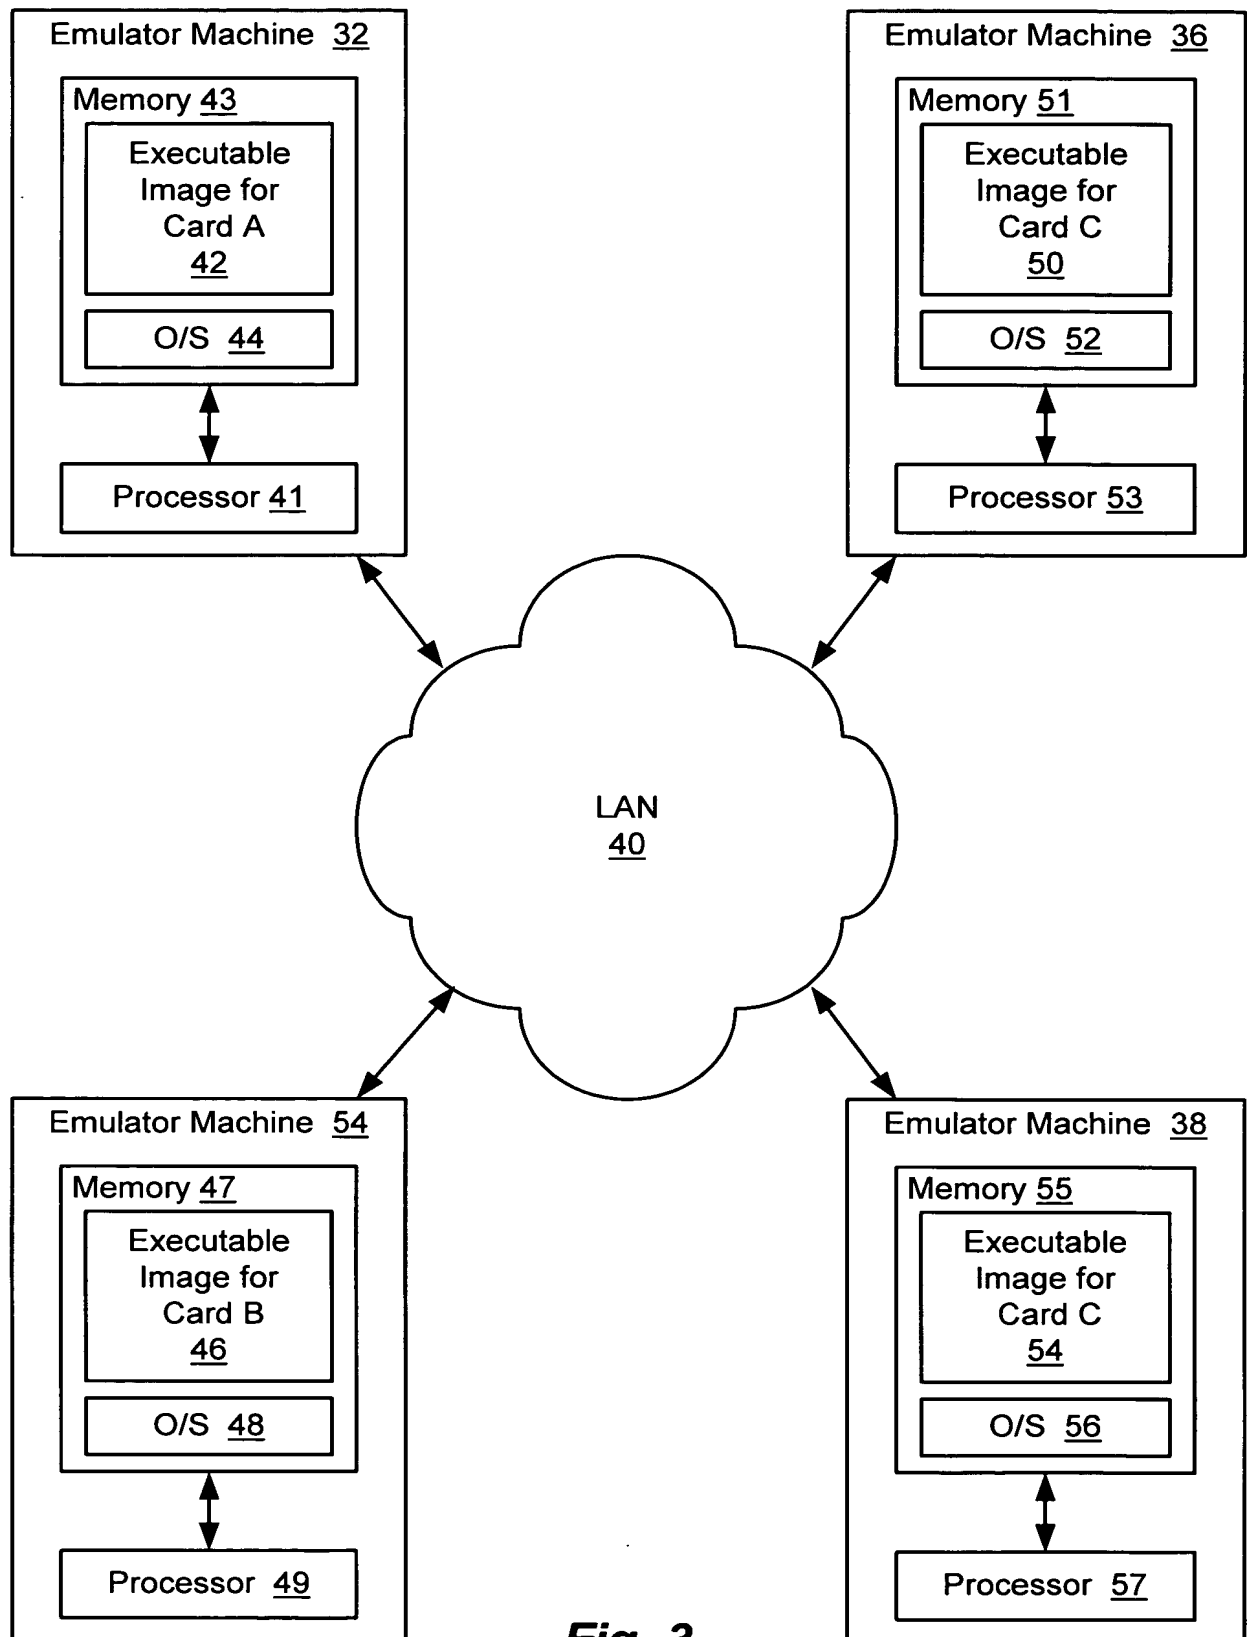 Emulator Machine 32
Memory 43
Executable
Image for
Card A
42
O/S 44
Processor 41
Emulator Machine 36
Memory 51
Executable
Image for
Card C
50
O/S 52
Processor 53
LAN
40
Emulator Machine 54
Memory 47
Executable
Image for
Card B
46
O/S 48
Processor 49
Emulator Machine 38
Memory 55
Executable
Image for
Card C
54
O/S 56
Processor 57